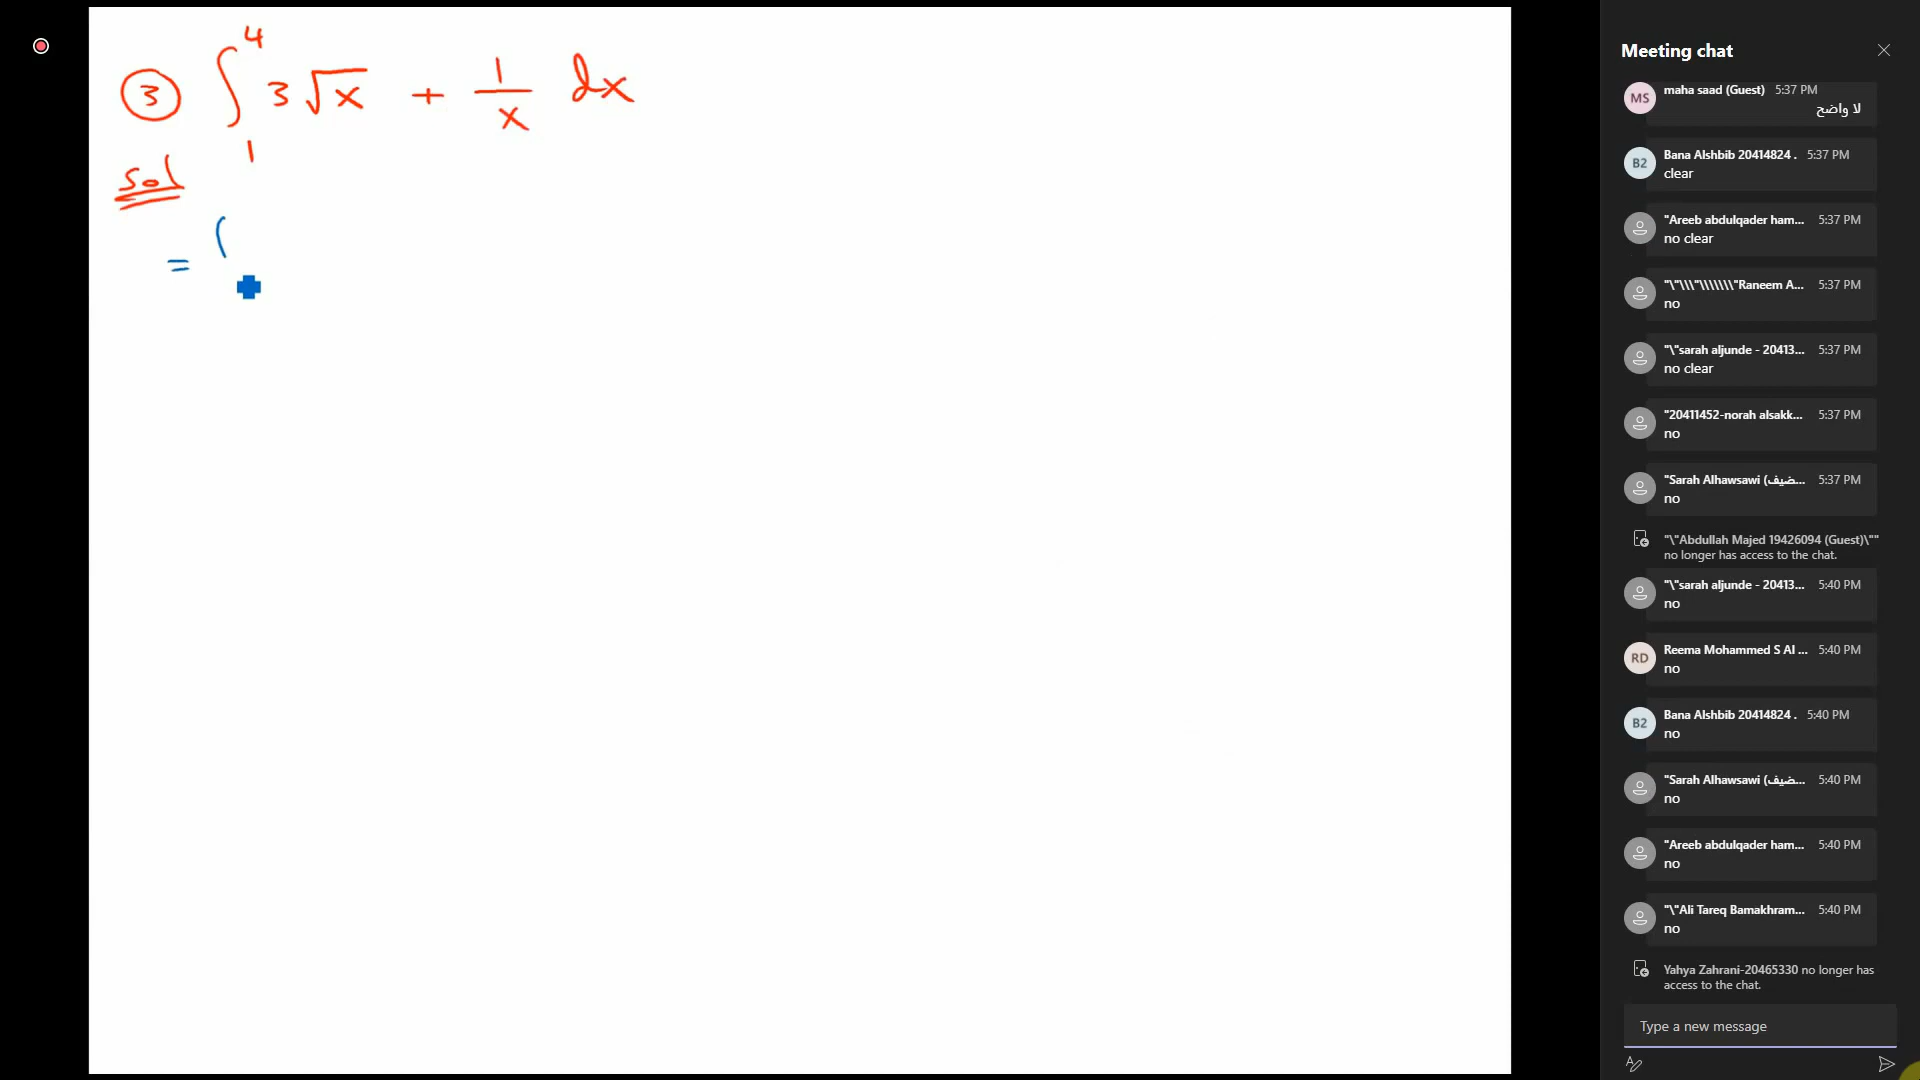 ③ ∫₁⁴ 3√x + 1/x dx
Sol
= (
Meeting chat
MS
maha saad (Guest) 5:37 PM
لا واضح
B2
Bana Alshbib 20414824 . 5:37 PM
clear
"Areeb abdulqader ham... 5:37 PM
no clear
"\"\\\"\\\\\\\"Raneem A... 5:37 PM
no
"\"sarah aljunde - 20413... 5:37 PM
no clear
"20411452-norah alsakk... 5:37 PM
no
"Sarah Alhawsawi (ضيف... 5:37 PM
no
"\"Abdullah Majed 19426094 (Guest)\""
no longer has access to the chat.
"\"sarah aljunde - 20413... 5:40 PM
no
RD
Reema Mohammed S Al ... 5:40 PM
no
B2
Bana Alshbib 20414824 . 5:40 PM
no
"Sarah Alhawsawi (ضيف... 5:40 PM
no
"Areeb abdulqader ham... 5:40 PM
no
"\"Ali Tareq Bamakhram... 5:40 PM
no
Yahya Zahrani-20465330 no longer has
access to the chat.
Type a new message